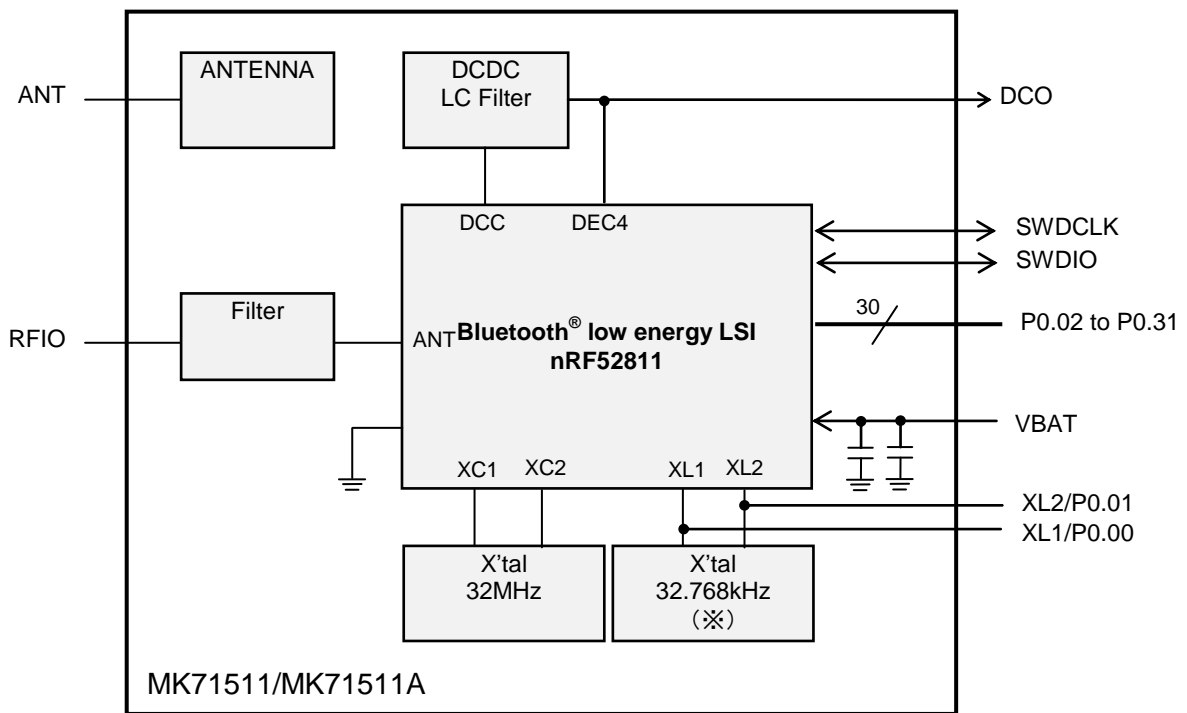 ANT
ANTENNA
DCDC
LC Filter
DCO
DCC
DEC4
SWDCLK
SWDIO
30
P0.02 to P0.31
RFIO
Filter
ANT
Bluetooth® low energy LSI
nRF52811
VBAT
XC1
XC2
XL1
XL2
XL2/P0.01
XL1/P0.00
X'tal
32MHz
X'tal
32.768kHz
(※)
MK71511/MK71511A